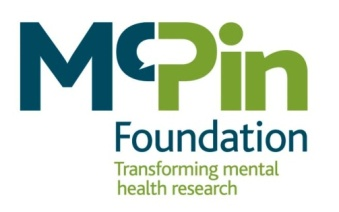 McPin
Foundation
Transforming mental
health research